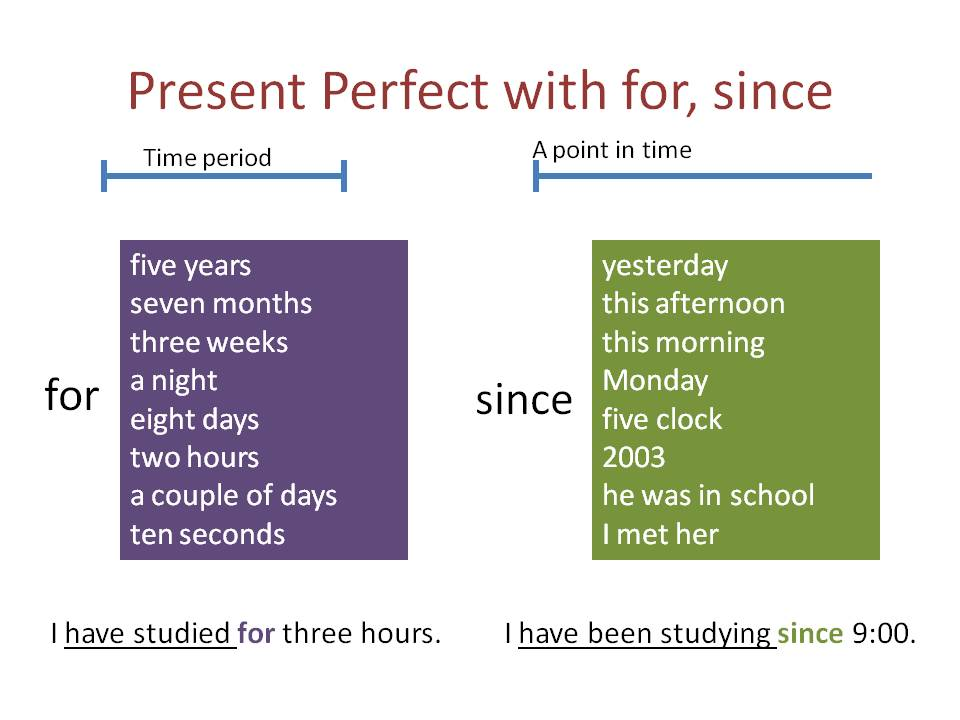 Present Perfect with for, since
Time period
A point in time
for
five years
seven months
three weeks
a night
eight days
two hours
a couple of days
ten seconds
since
yesterday
this afternoon
this morning
Monday
five clock
2003
he was in school
I met her
I have studied for three hours.
I have been studying since 9:00.